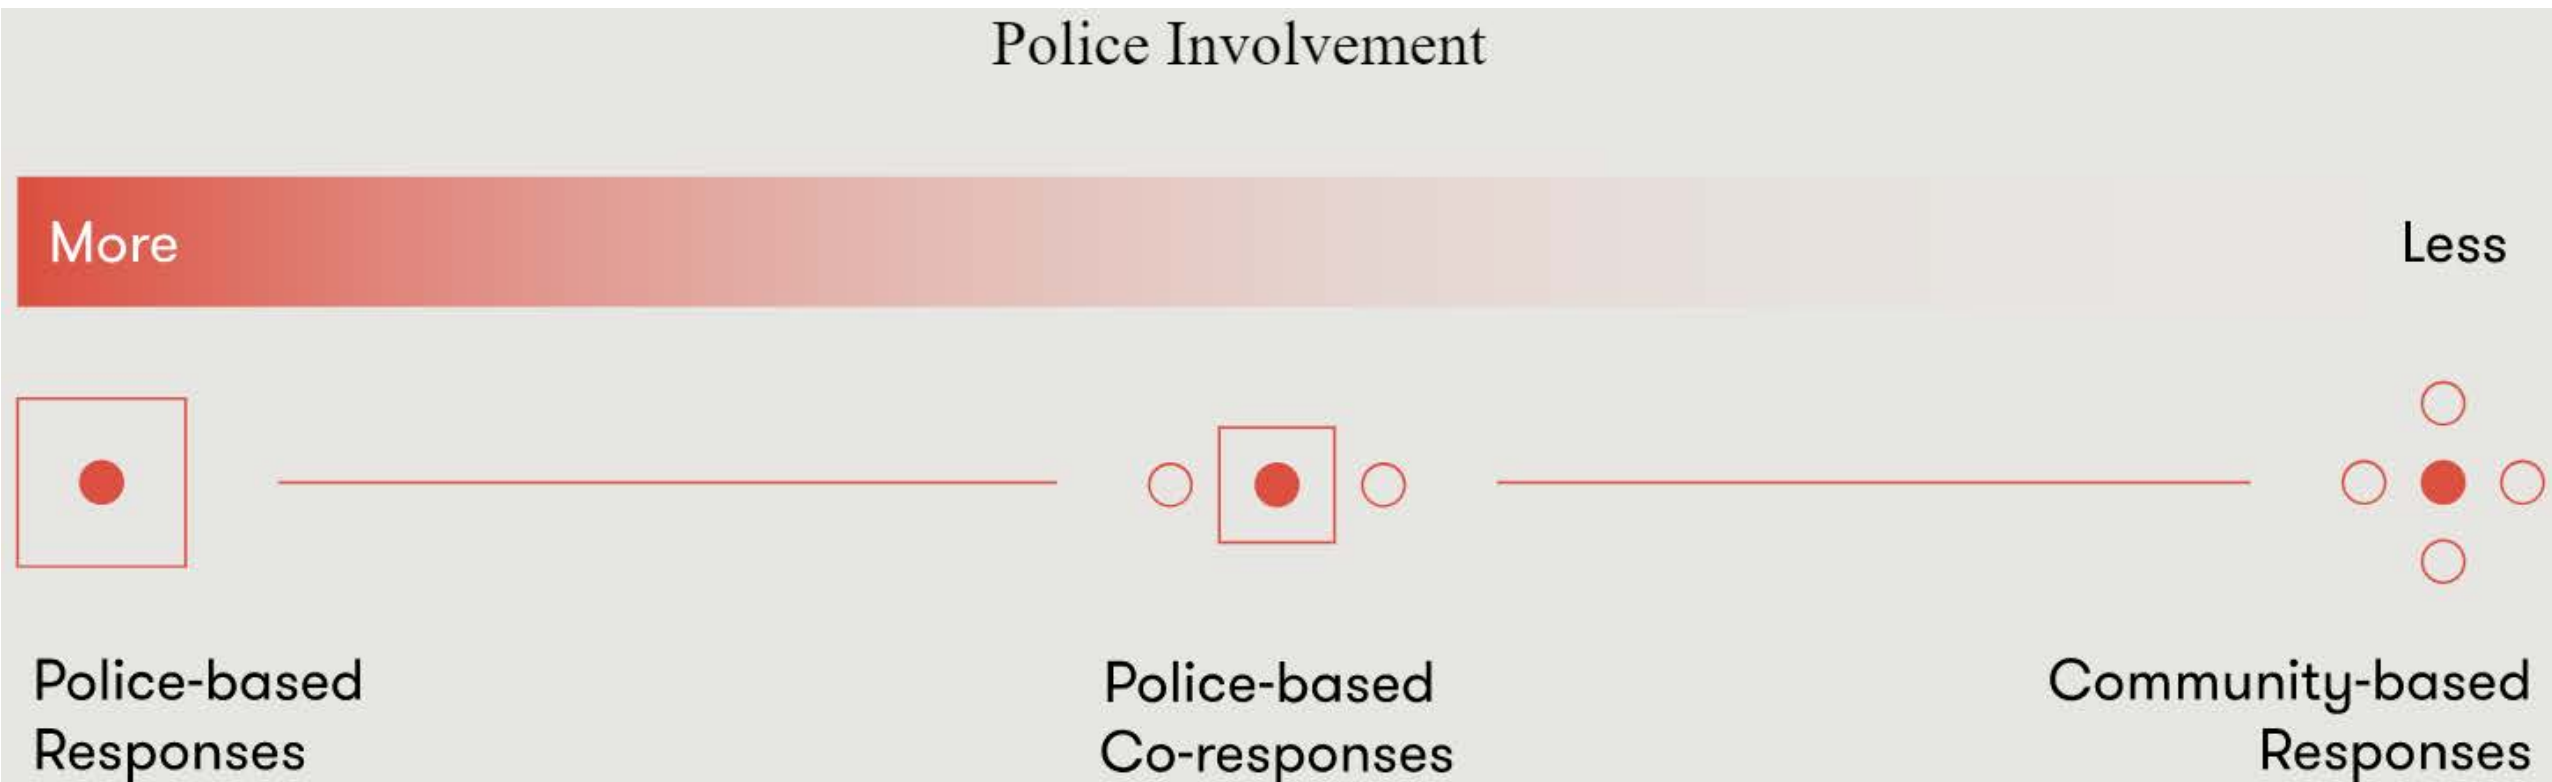 Police Involvement
More
Less
Police-based
Responses
Police-based
Co-responses
Community-based
Responses